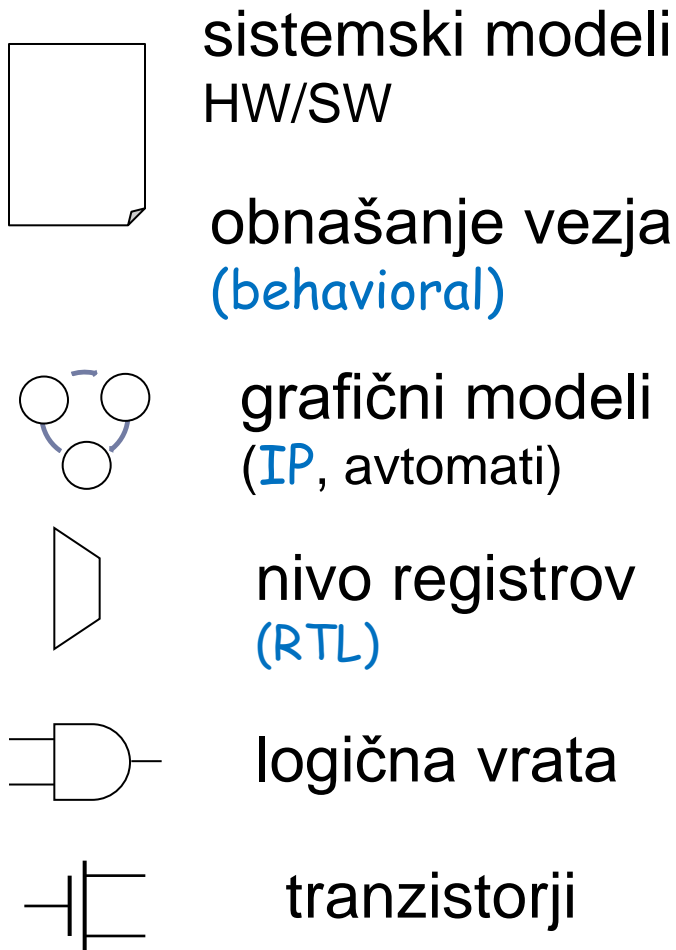 sistemski modeli
HW/SW
obnašanje vezja
(behavioral)
grafični modeli
(IP, avtomati)
nivo registrov
(RTL)
logična vrata
tranzistorji